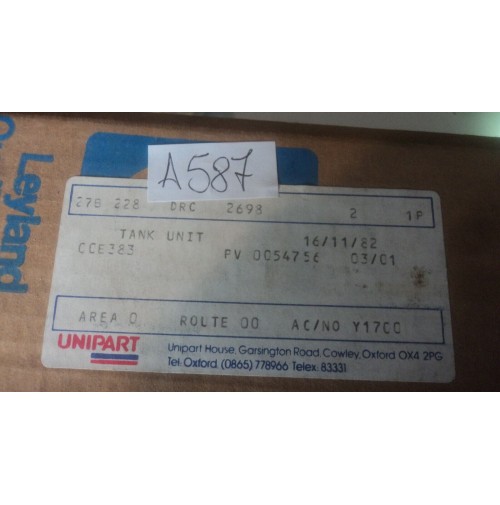 Leyland
A587
278 228 DRC 2698 2 1P
TANK UNIT 16/11/82
CCE383 FV 0054756 03/01
AREA 0 ROUTE 00 AC/NO Y17CC
UNIPART
Unipart House, Garsington Road, Cowley, Oxford OX4 2PG
Tel: Oxford. (0865) 778966 Telex: 83331